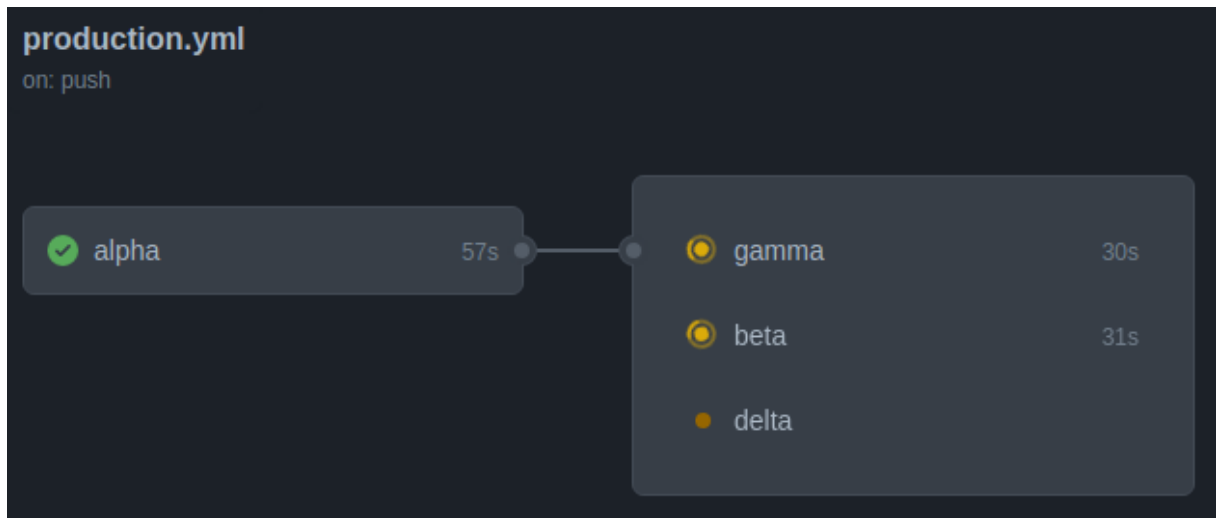 production.yml
on: push
alpha 57s
gamma 30s
beta 31s
delta